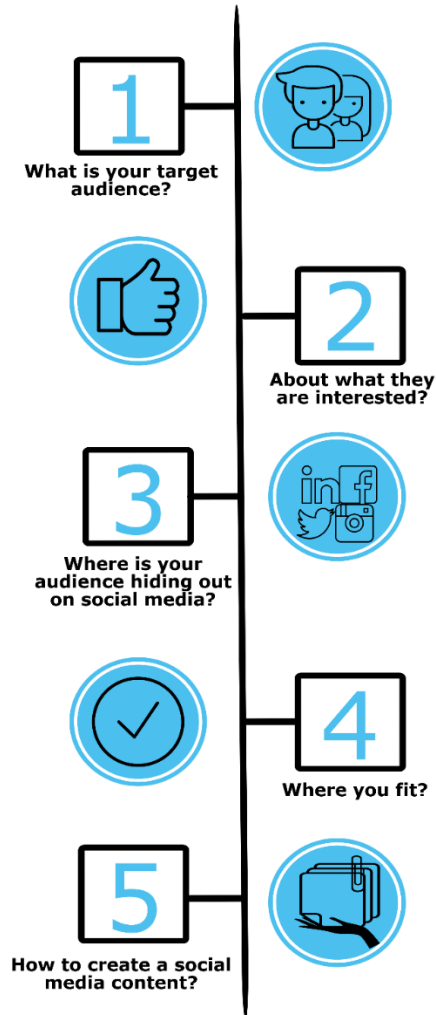 1
What is your target
audience?
2
About what they
are interested?
3
in f
Where is your
audience hiding out
on social media?
4
Where you fit?
5
How to create a social
media content?